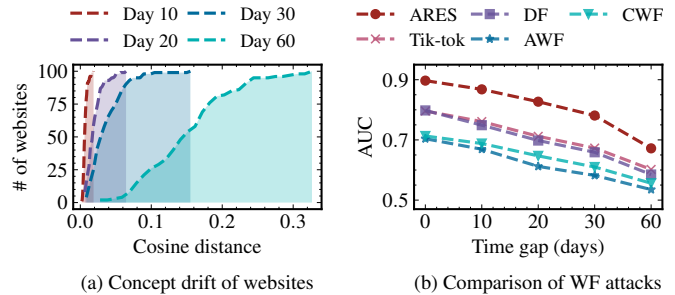 Day 10 Day 30
Day 20 Day 60
# of websites
100
75
50
25
0
0.0 0.1 0.2 0.3
Cosine distance
(a) Concept drift of websites
ARES DF CWF
Tik-tok AWF
AUC
0.9
0.7
0.5
0 10 20 30 60
Time gap (days)
(b) Comparison of WF attacks